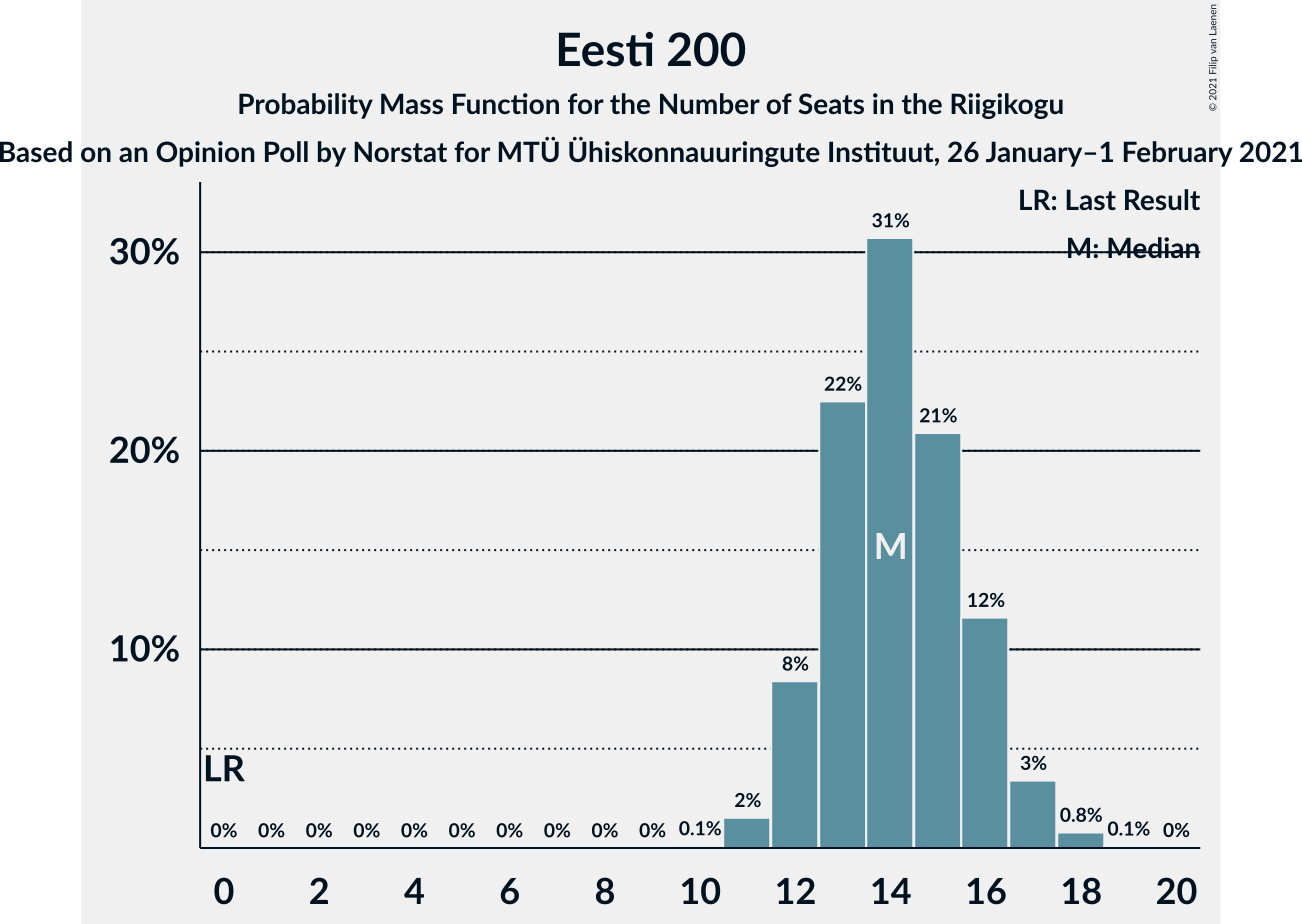 Eesti 200
Probability Mass Function for the Number of Seats in the Riigikogu
Based on an Opinion Poll by Norstat for MTÜ Ühiskonnauuringute Instituut, 26 January–1 February 2021
© 2021 Filip van Laenen
LR: Last Result
M: Median
30%
20%
10%
31%
22%
21%
M
12%
8%
LR
3%
2%
0% 0% 0% 0% 0% 0% 0% 0% 0% 0% 0.1% 0.8% 0.1% 0%
0 2 4 6 8 10 12 14 16 18 20